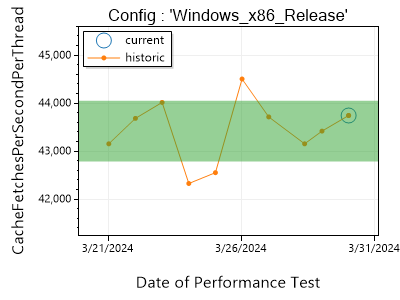 Config : 'Windows_x86_Release'
current
historic
CacheFetchesPerSecondPerThread
45,000
44,000
43,000
42,000
3/21/2024
3/26/2024
3/31/2024
Date of Performance Test